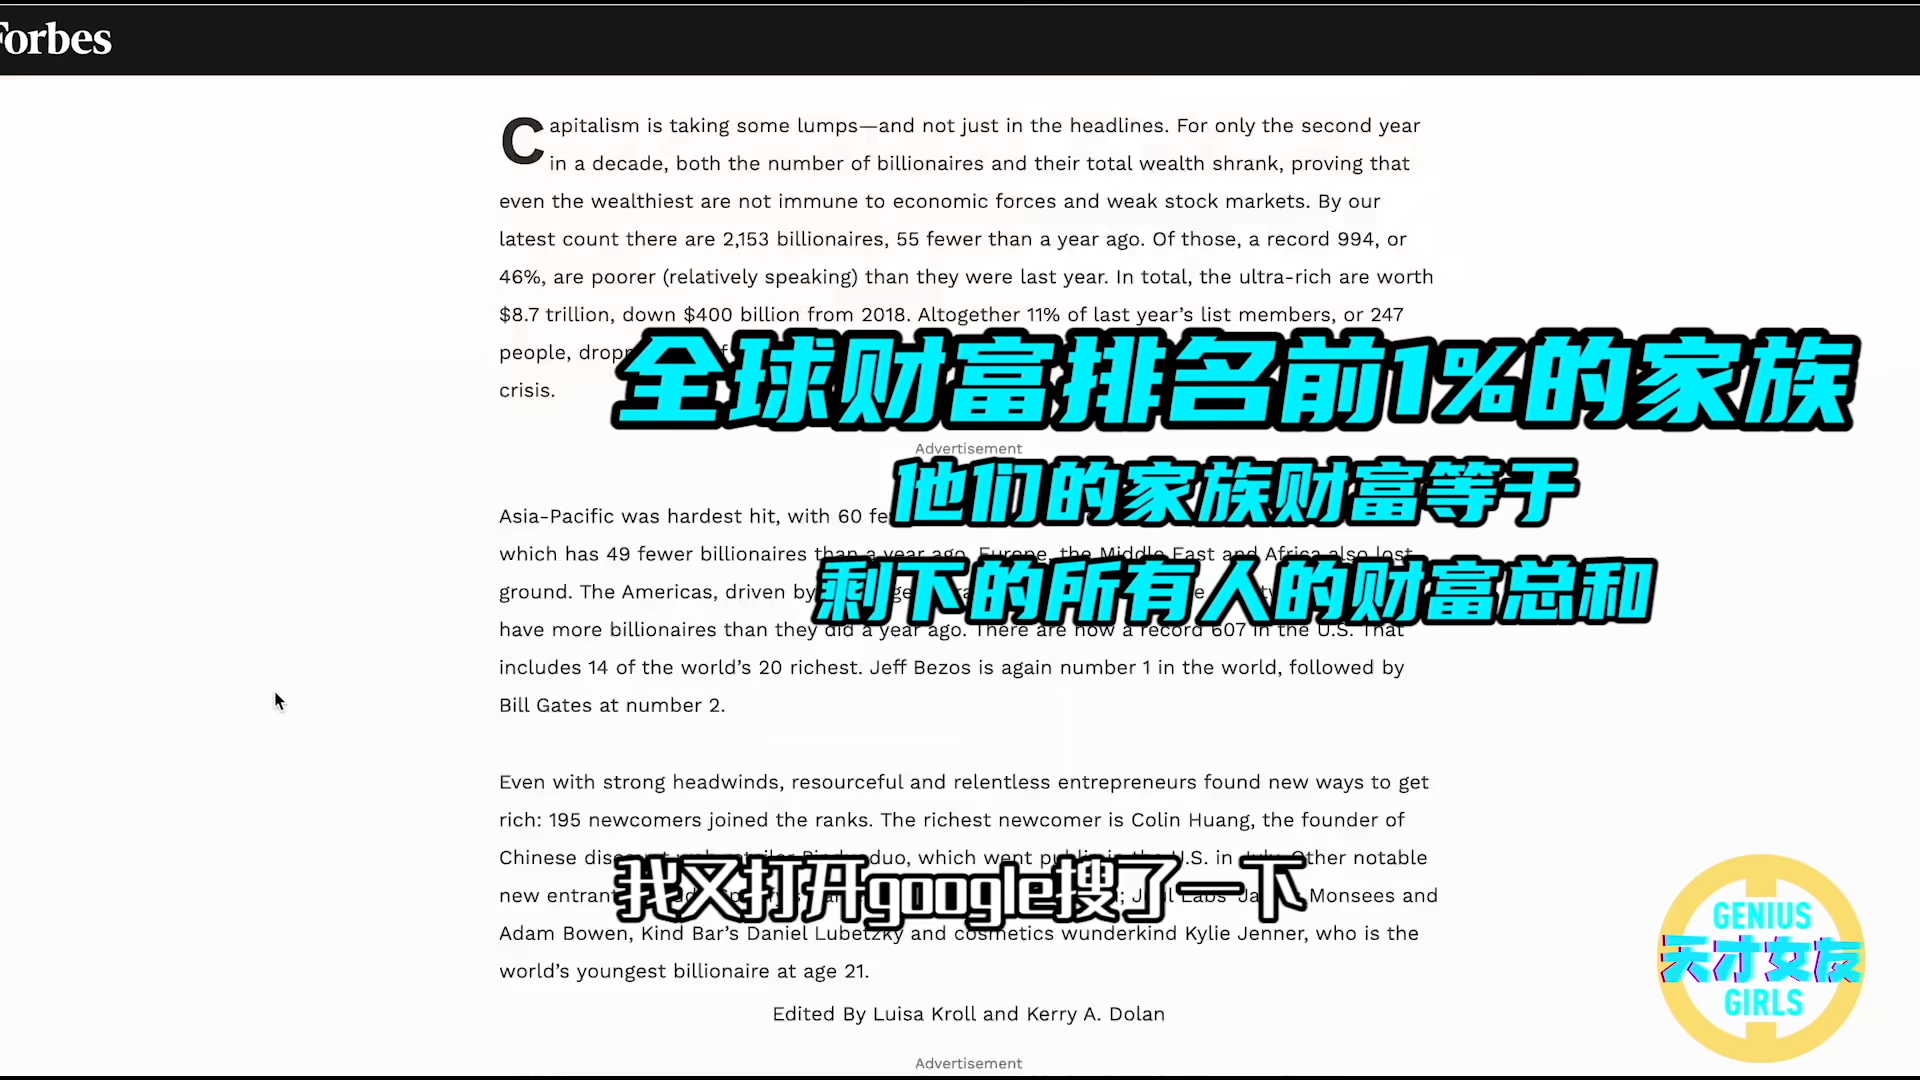 Forbes
Capitalism is taking some lumps—and not just in the headlines. For only the second year
in a decade, both the number of billionaires and their total wealth shrank, proving that
even the wealthiest are not immune to economic forces and weak stock markets. By our
latest count there are 2,153 billionaires, 55 fewer than a year ago. Of those, a record 994, or
46%, are poorer (relatively speaking) than they were last year. In total, the ultra-rich are worth
$8.7 trillion, down $400 billion from 2018. Altogether 11% of last year’s list members, or 247
people,
crisis.
全球财富排名前1%的家族
Advertisement
他们的家族财富等于
剩下的所有人的财富总和
Asia-Pacific was hardest hit, with 60
which has 49 fewer billionaires than a year ago. Europe, the Middle East and Africa also lost
ground. The Americas, driven by
have more billionaires than they did a year ago. There are now a record 607 in the U.S. That
includes 14 of the world’s 20 richest. Jeff Bezos is again number 1 in the world, followed by
Bill Gates at number 2.
Even with strong headwinds, resourceful and relentless entrepreneurs found new ways to get
rich: 195 newcomers joined the ranks. The richest newcomer is Colin Huang, the founder of
Chinese which went U.S. in July. Other notable
new Monsees and
我又打开google搜了一下
Adam Bowen, Kind Bar’s Daniel Lubetzky and cosmetics wunderkind Kylie Jenner, who is the
world’s youngest billionaire at age 21.
Edited By Luisa Kroll and Kerry A. Dolan
Advertisement
GENIUS
天才女友
GIRLS